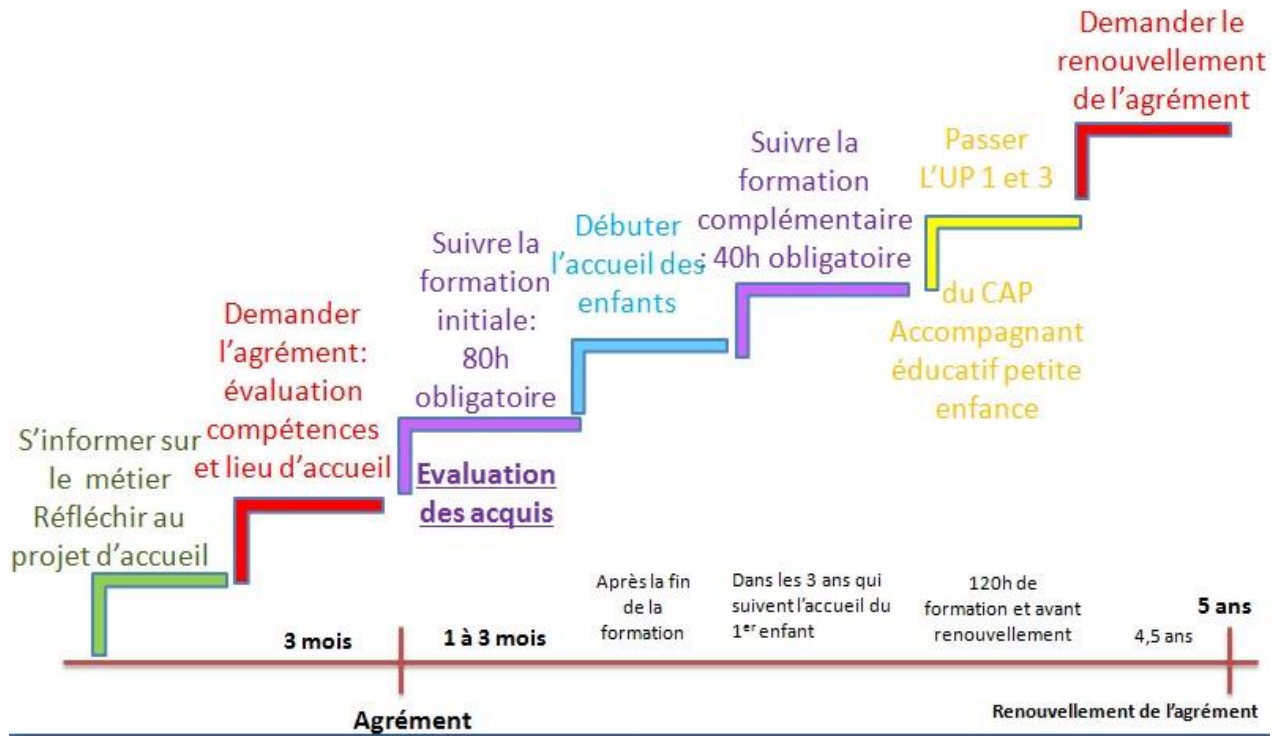 S'informer sur
le métier
Réfléchir au
projet d'accueil
Demander
l'agrément:
évaluation
compétences
et lieu d'accueil
Suivre la
formation
initiale:
80h
obligatoire
Evaluation
des acquis
Débuter
l'accueil des
enfants
Suivre la
formation
complémentaire
: 40h obligatoire
Passer
L'UP 1 et 3
du CAP
Accompagnant
éducatif petite
enfance
Demander le
renouvellement
de l'agrément
3 mois
1 à 3 mois
Après la fin
de la
formation
Dans les 3 ans qui
suivent l'accueil du
1er enfant
120h de
formation et avant
renouvellement
4,5 ans
5 ans
Agrément
Renouvellement de l'agrément